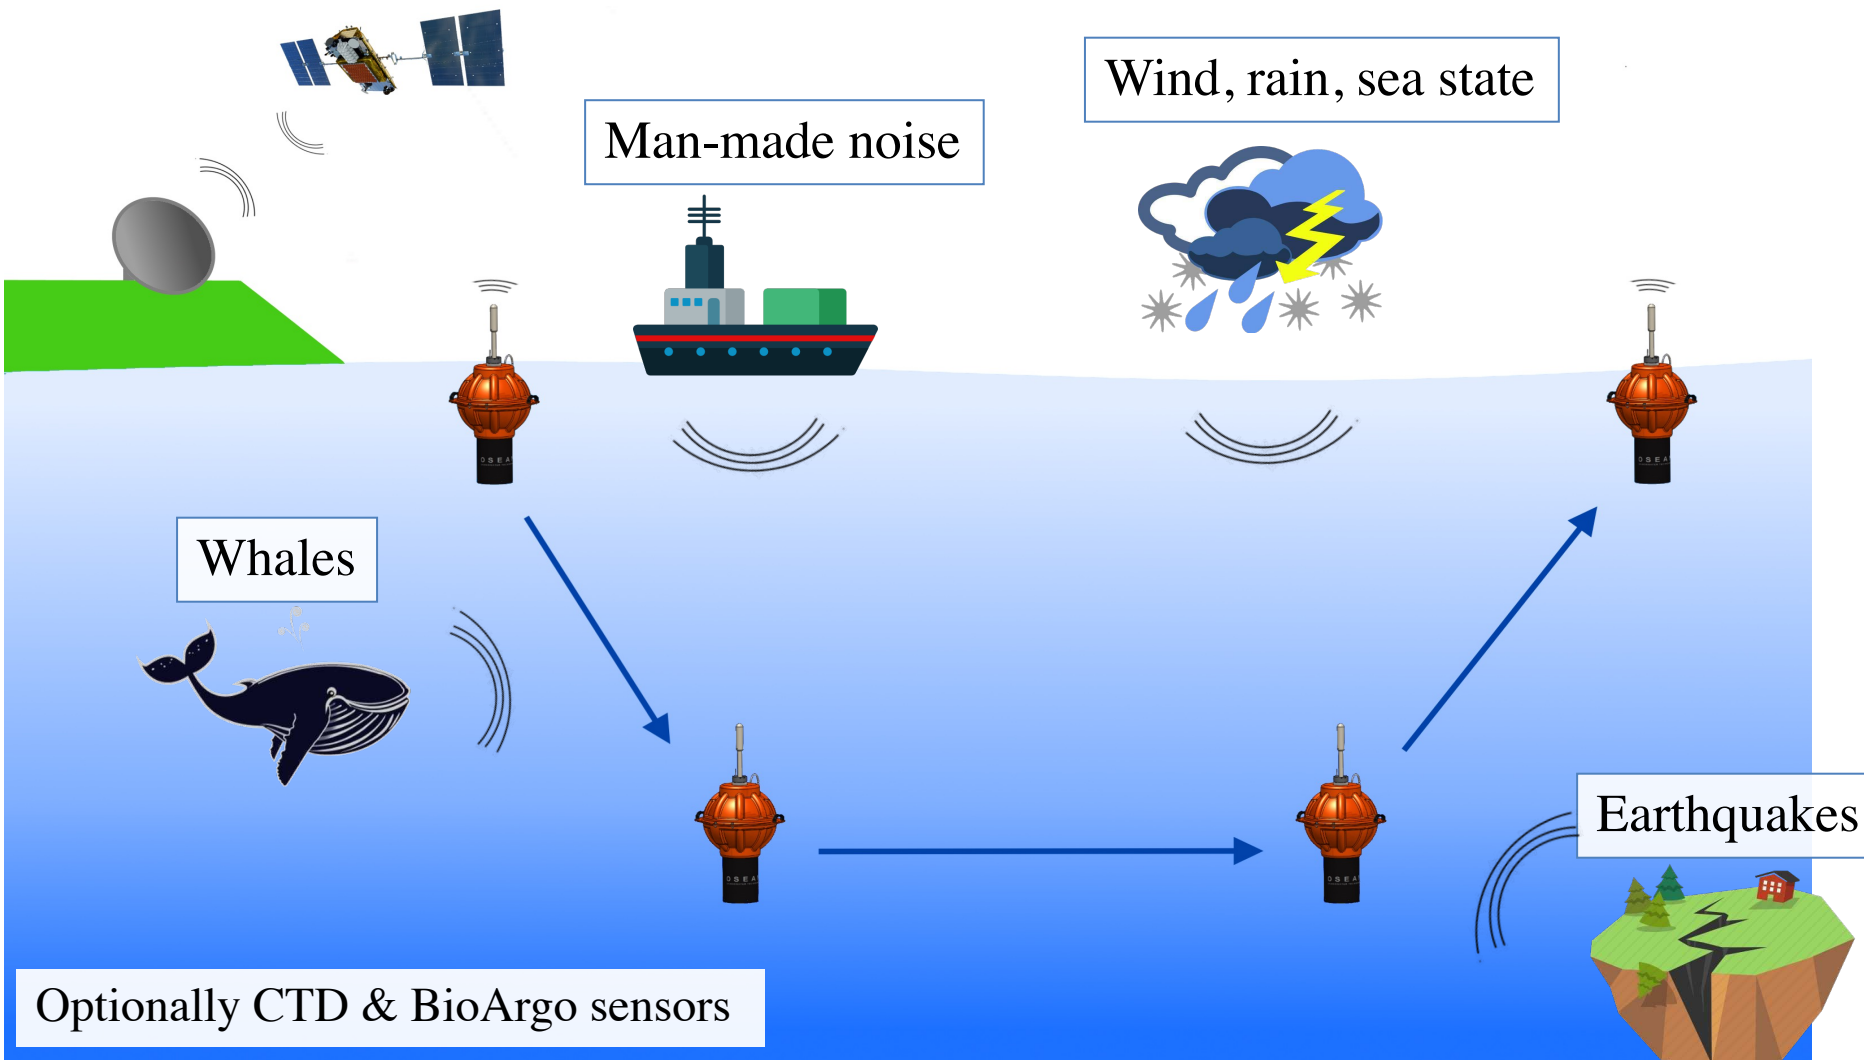 Wind, rain, sea state
Man-made noise
Whales
Earthquakes
Optionally CTD & BioArgo sensors